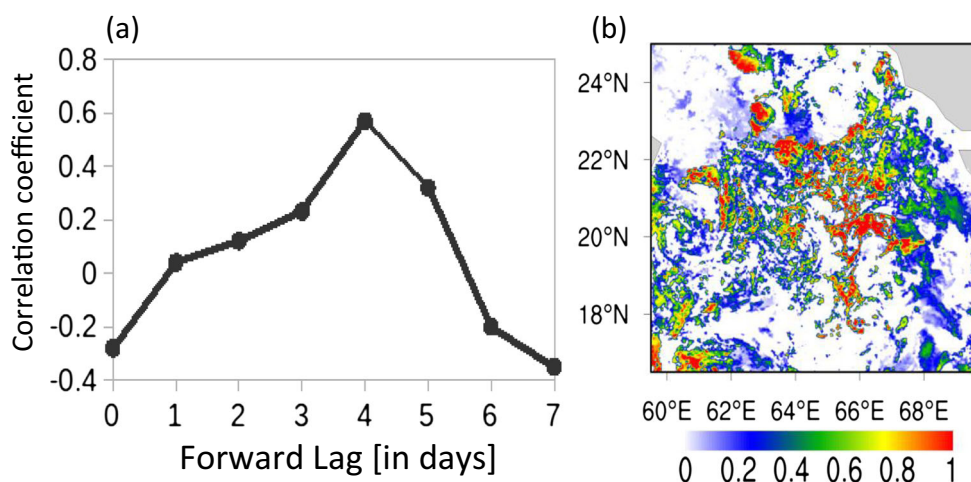 (a)
Correlation coefficient
0.8
0.6
0.4
0.2
0
-0.2
-0.4
0 1 2 3 4 5 6 7
Forward Lag [in days]
(b)
24°N
22°N
20°N
18°N
60°E 62°E 64°E 66°E 68°E
0 0.2 0.4 0.6 0.8 1